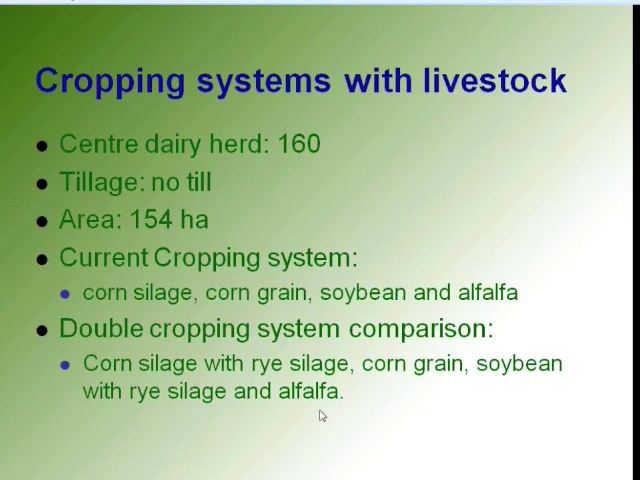 Cropping systems with livestock
Centre dairy herd: 160
Tillage: no till
Area: 154 ha
Current Cropping system:
corn silage, corn grain, soybean and alfalfa
Double cropping system comparison:
Corn silage with rye silage, corn grain, soybean
with rye silage and alfalfa.